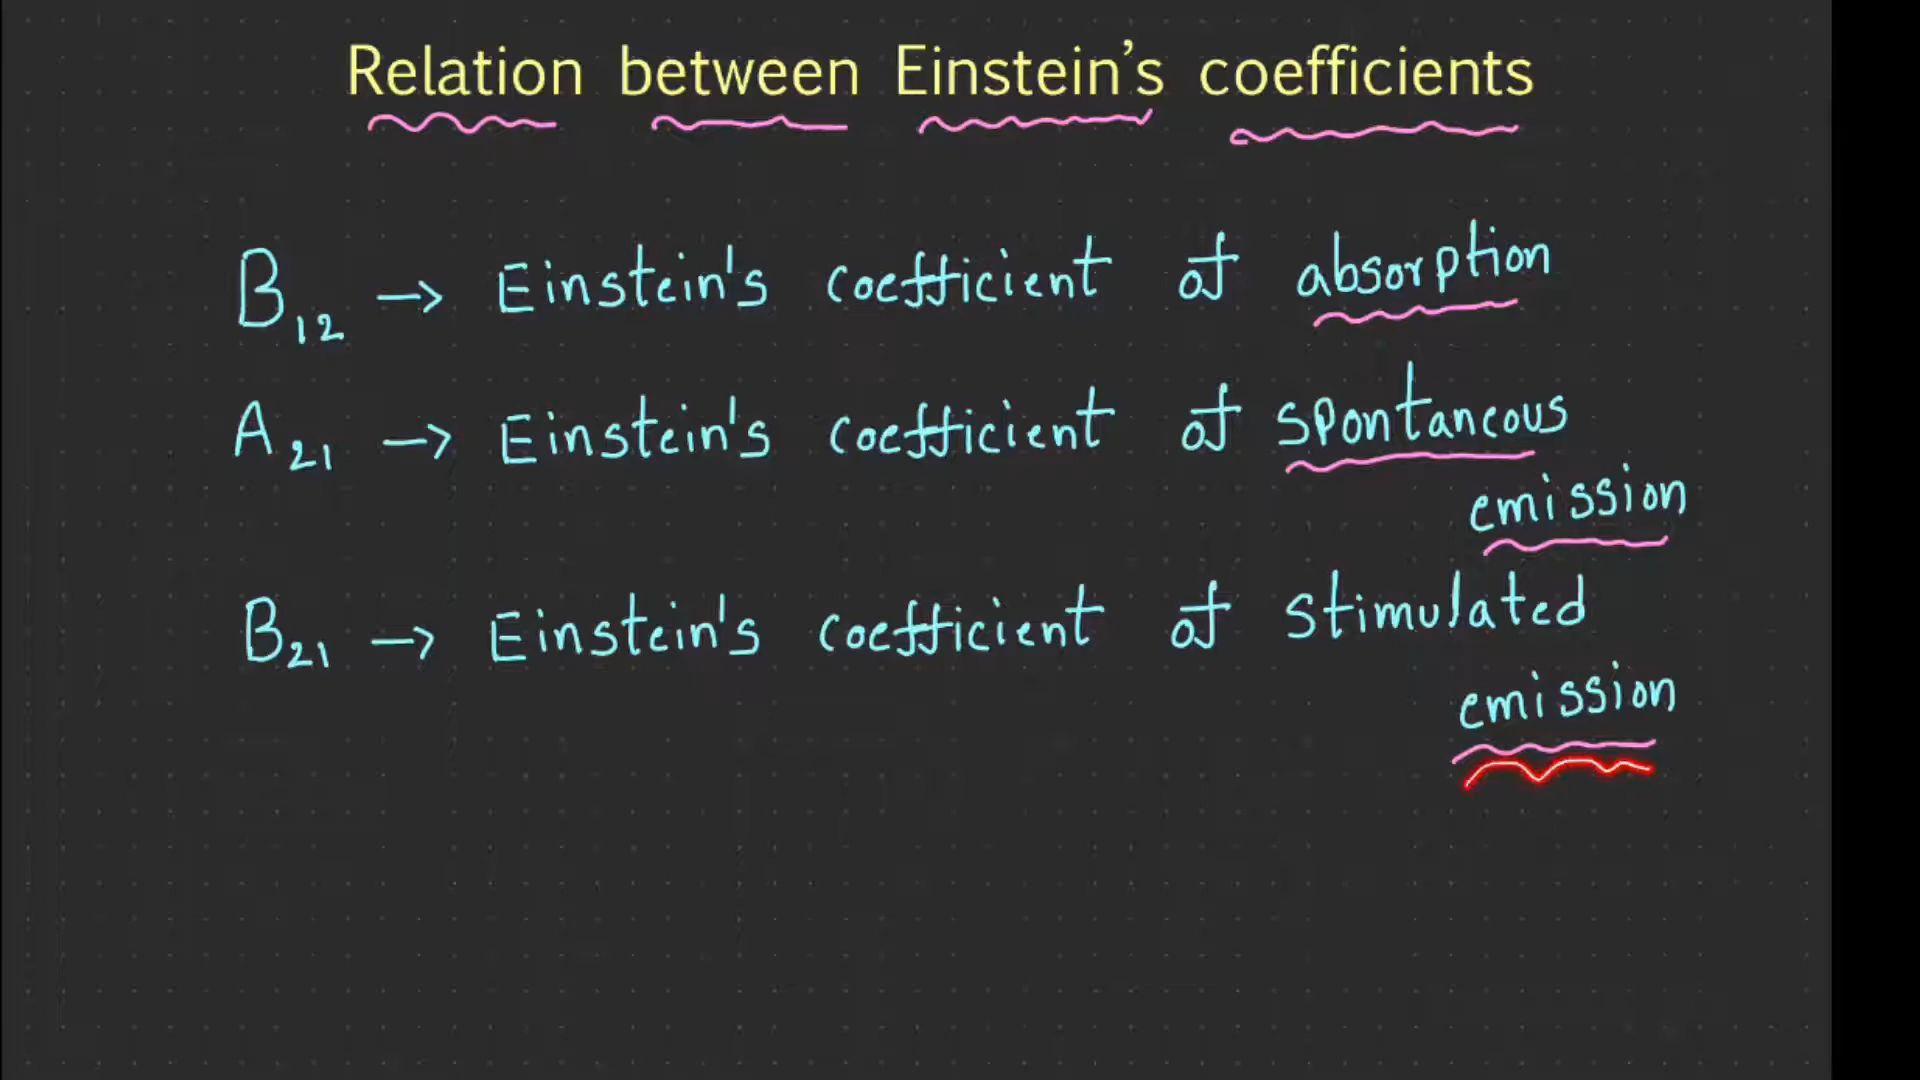 Relation between Einstein's coefficients
B₁₂ → Einstein's coefficient of absorption
A₂₁ → Einstein's coefficient of spontaneous
emission
B₂₁ → Einstein's coefficient of stimulated
emission